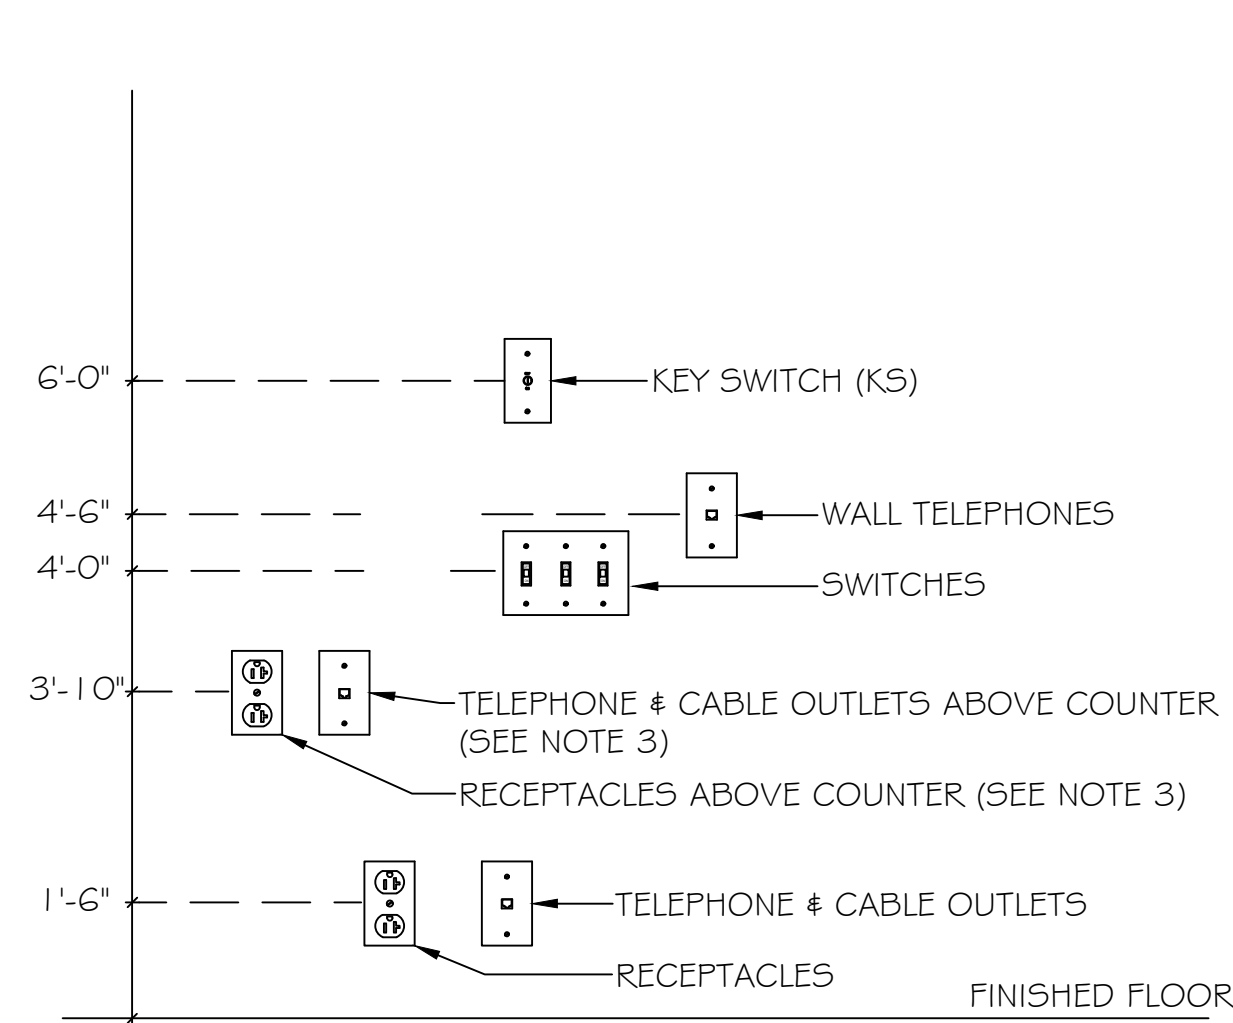 6'-0" KEY SWITCH (KS)
4'-6" WALL TELEPHONES
4'-0" SWITCHES
3'-10" TELEPHONE & CABLE OUTLETS ABOVE COUNTER
(SEE NOTE 3)
RECEPTACLES ABOVE COUNTER (SEE NOTE 3)
1'-6" TELEPHONE & CABLE OUTLETS
RECEPTACLES
FINISHED FLOOR